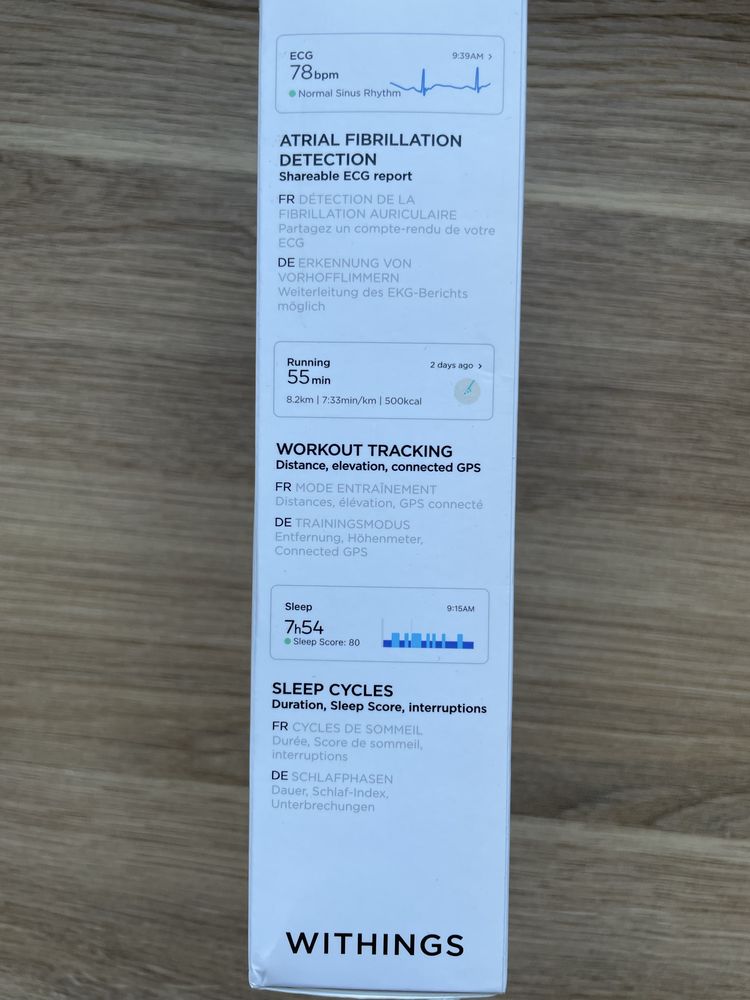 ECG
9:39AM >
78bpm
Normal Sinus Rhythm
ATRIAL FIBRILLATION
DETECTION
Shareable ECG report
FR DÉTECTION DE LA
FIBRILLATION AURICULAIRE
Partagez un compte-rendu de votre
ECG
DE ERKENNUNG VON
VORHOFFLIMMERN
Weiterleitung des EKG-Berichts
möglich
Running
2 days ago >
55min
8.2km | 7:33min/km | 500kcal
WORKOUT TRACKING
Distance, elevation, connected GPS
FR MODE ENTRAÎNEMENT
Distances, élévation, GPS connecté
DE TRAININGSMODUS
Entfernung, Höhenmeter,
Connected GPS
Sleep
9:15AM
7h54
Sleep Score: 80
SLEEP CYCLES
Duration, Sleep Score, interruptions
FR CYCLES DE SOMMEIL
Durée, Score de sommeil,
interruptions
DE SCHLAFPHASEN
Dauer, Schlaf-Index,
Unterbrechungen
WITHINGS